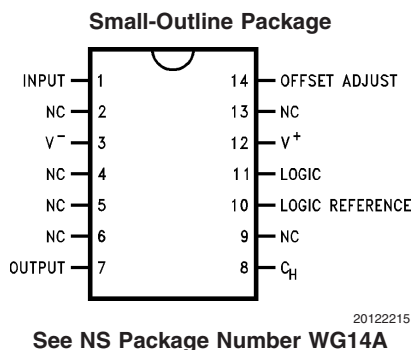 Small-Outline Package
INPUT 1 14 OFFSET ADJUST
NC 2 13 NC
V⁻ 3 12 V⁺
NC 4 11 LOGIC
NC 5 10 LOGIC REFERENCE
NC 6 9 NC
OUTPUT 7 8 C_H
20122215
See NS Package Number WG14A